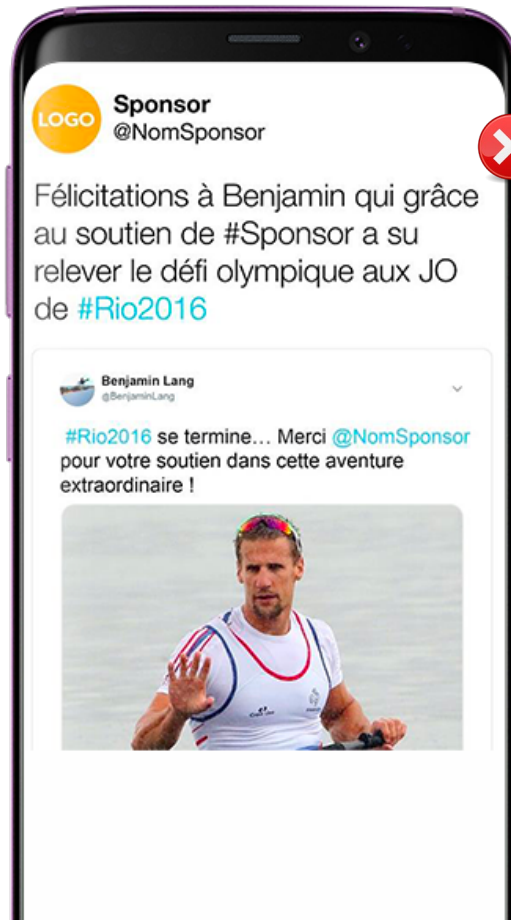 LOGO
Sponsor
@NomSponsor
Félicitations à Benjamin qui grâce
au soutien de #Sponsor a su
relever le défi olympique aux JO
de #Rio2016
Benjamin Lang
@BenjaminLang
#Rio2016 se termine… Merci @NomSponsor
pour votre soutien dans cette aventure
extraordinaire !